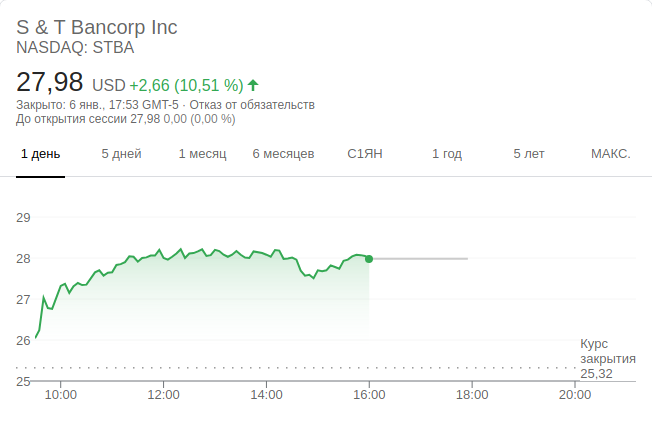 S & T Bancorp Inc
NASDAQ: STBA
27,98 USD +2,66 (10,51 %)
Закрыто: 6 янв., 17:53 GMT-5 · Отказ от обязательств
До открытия сессии 27,98 0,00 (0,00 %)
1 день 5 дней 1 месяц 6 месяцев С1ЯН 1 год 5 лет МАКС.
29
28
27
26
Курс
закрытия
25,32
25
10:00 12:00 14:00 16:00 18:00 20:00